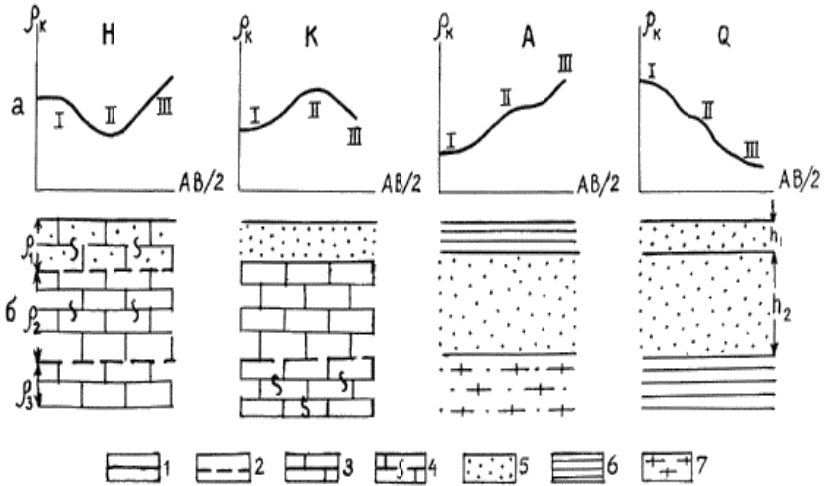 ρк H ρк K ρк A ρк Q
а I II III I II III I II III I II III
AB/2 AB/2 AB/2 AB/2
ρ1 h1
б ρ2 h2
ρ3
1 2 3 4 5 6 7